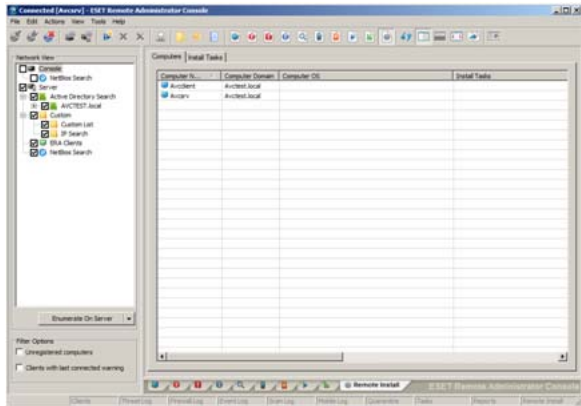 Connected [Avcsrv] - ESET Remote Administrator Console
File Edit Actions View Tools Help
Network View
Console
NetBios Search
Server
Active Directory Search
AVCTEST.local
Custom
Custom List
IP Search
ERA Clients
NetBios Search
Enumerate On Server
Filter Options
Unregistered computers
Clients with last connected warning
Computers
Install Tasks
Computer N...
Computer Domain
Computer OS
Install Tasks
Avcclient
Avctest.local
Avcsrv
Avctest.local
Remote Install
ESET Remote Administrator Console
Clients
Threat Log
Firewall Log
Event Log
Scan Log
Mobile Log
Quarantine
Tasks
Reports
Remote Install